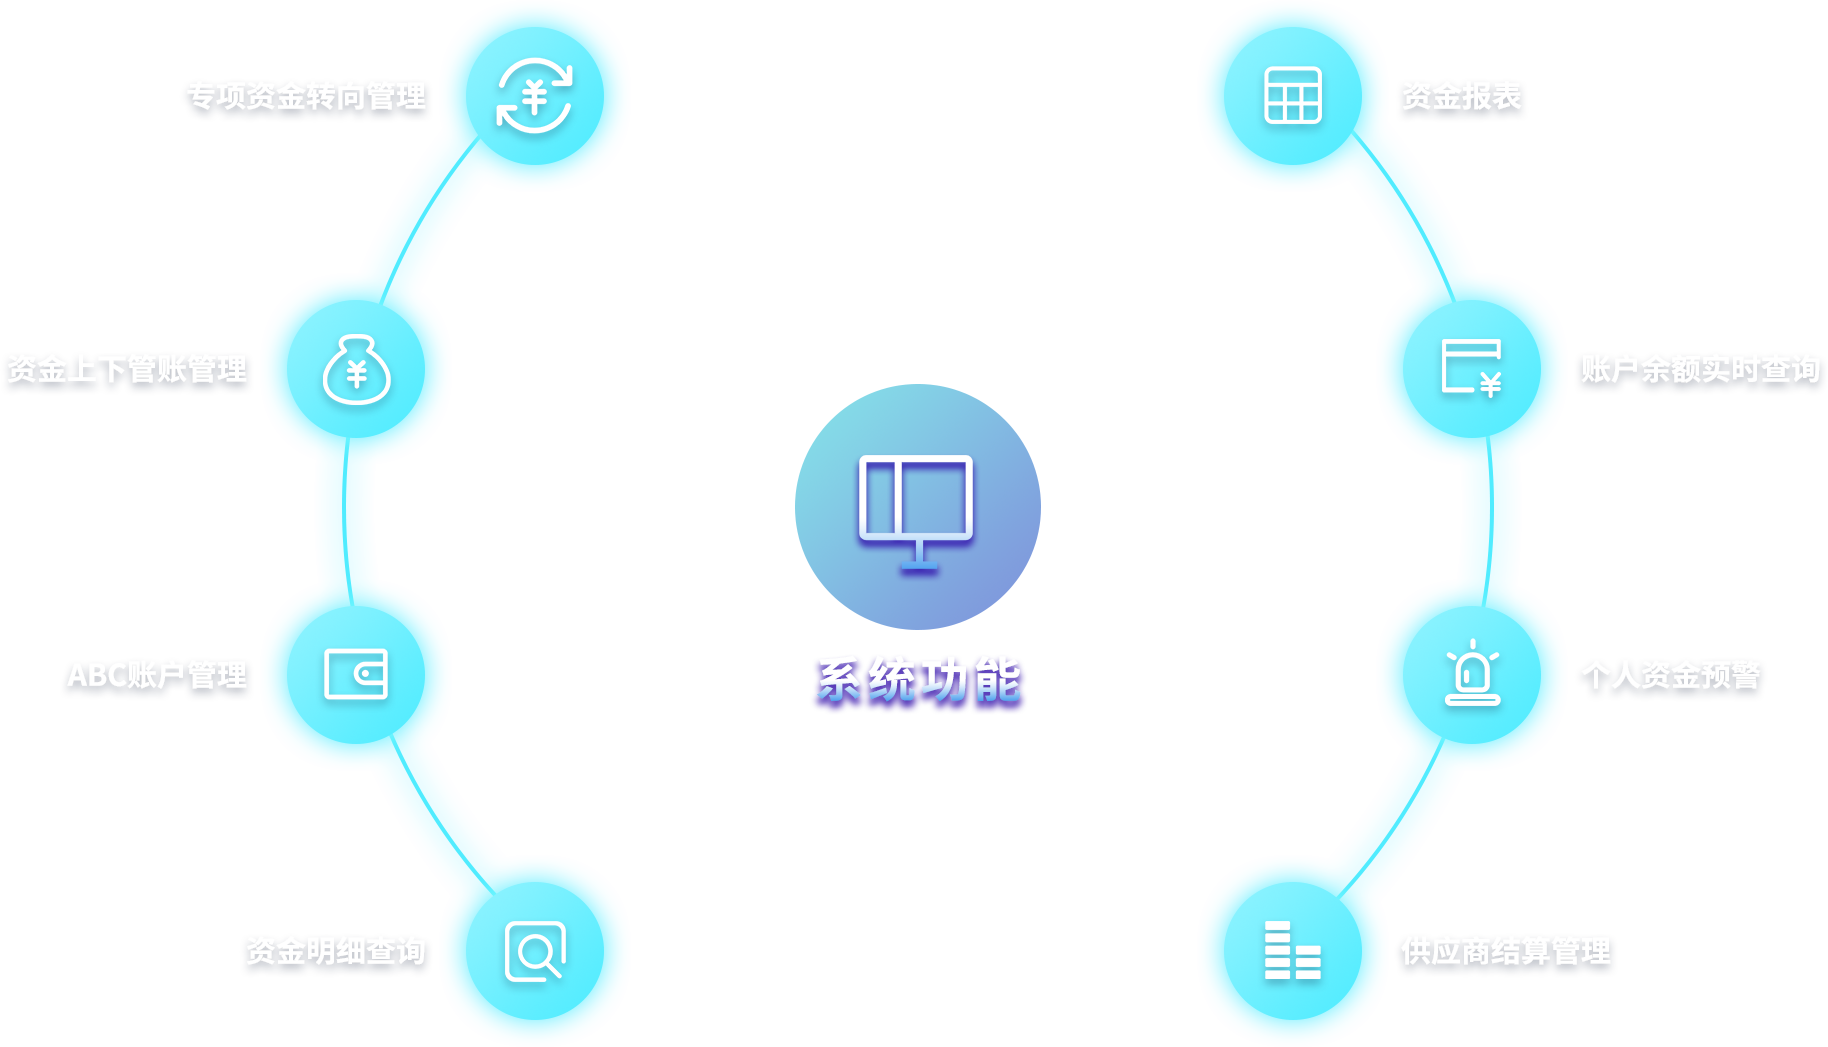 专项资金转向管理
资金报表
资金上下管账管理
账户余额实时查询
系统功能
ABC账户管理
个人资金预警
资金明细查询
供应商结算管理